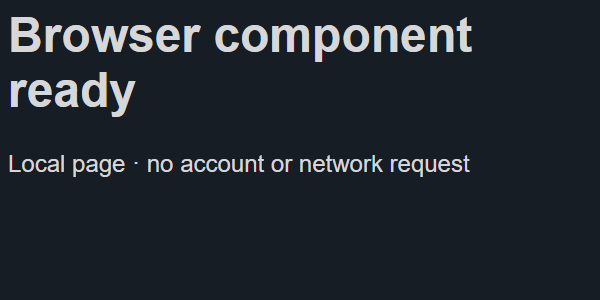 Browser component
ready
Local page · no account or network request